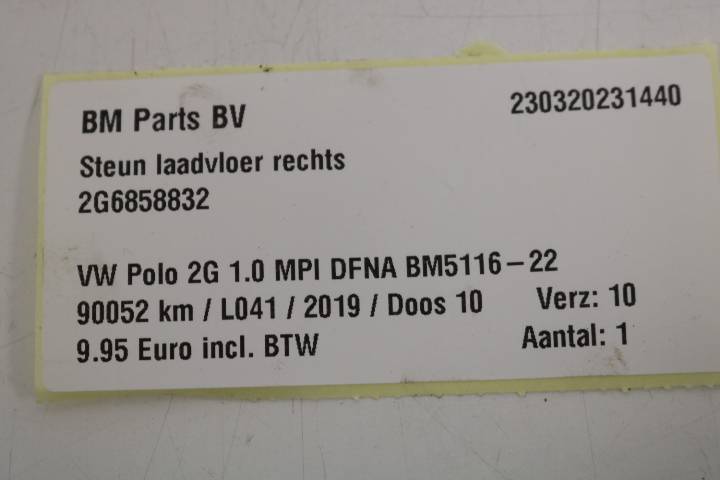 BM Parts BV 230320231440
Steun laadvloer rechts
2G6858832
VW Polo 2G 1.0 MPI DFNA BM5116-22
90052 km / L041 / 2019 / Doos 10 Verz: 10
9.95 Euro incl. BTW Aantal: 1